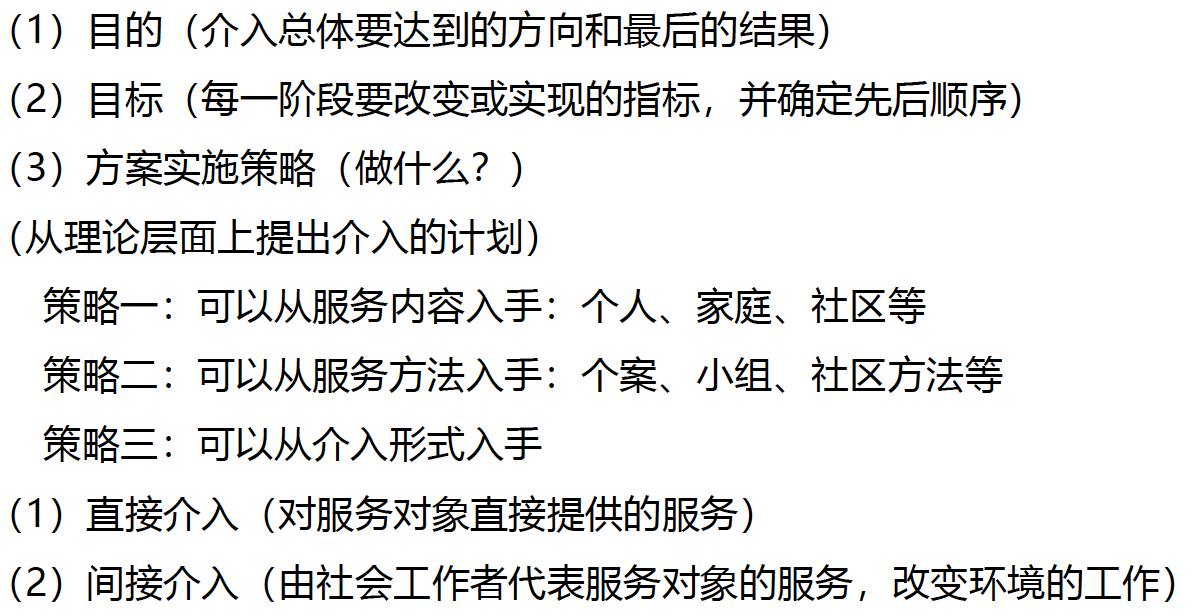 （1）目的（介入总体要达到的方向和最后的结果）
（2）目标（每一阶段要改变或实现的指标，并确定先后顺序）
（3）方案实施策略（做什么？）
（从理论层面上提出介入的计划）
策略一：可以从服务内容入手：个人、家庭、社区等
策略二：可以从服务方法入手：个案、小组、社区方法等
策略三：可以从介入形式入手
（1）直接介入（对服务对象直接提供的服务）
（2）间接介入（由社会工作者代表服务对象的服务，改变环境的工作）